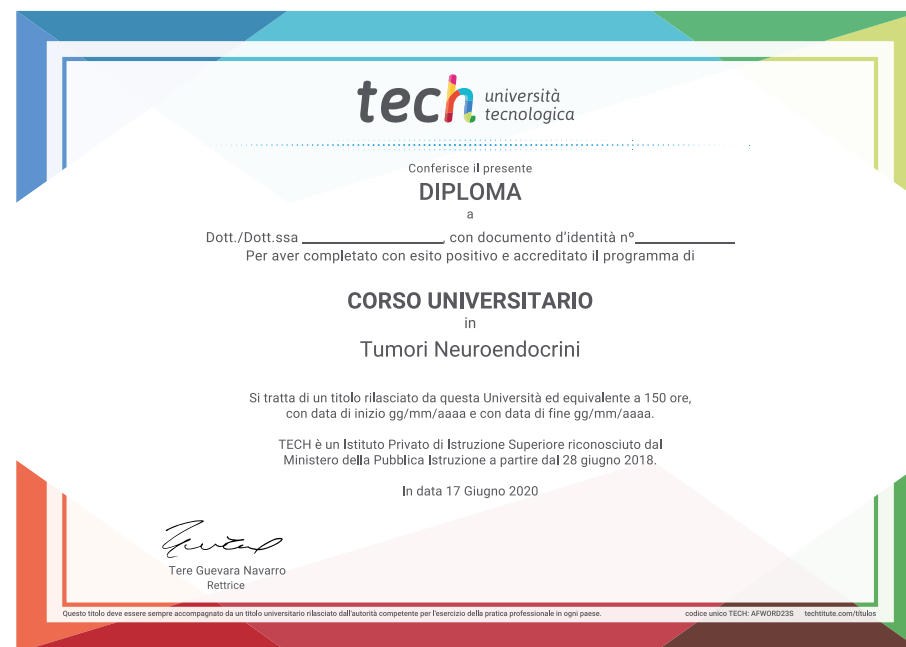 tech università
tecnologica
Conferisce il presente
DIPLOMA
a
Dott./Dott.ssa ________________, con documento d'identità nº____________
Per aver completato con esito positivo e accreditato il programma di
CORSO UNIVERSITARIO
in
Tumori Neuroendocrini
Si tratta di un titolo rilasciato da questa Università ed equivalente a 150 ore,
con data di inizio gg/mm/aaaa e con data di fine gg/mm/aaaa.
TECH è un Istituto Privato di Istruzione Superiore riconosciuto dal
Ministero della Pubblica Istruzione a partire dal 28 giugno 2018.
In data 17 Giugno 2020
Tere Guevara Navarro
Rettrice
Questo titolo deve essere sempre accompagnato da un titolo universitario rilasciato dall'autorità competente per l'esercizio della pratica professionale in ogni paese. codice unico TECH: AFWORD23S techtitute.com/títulos